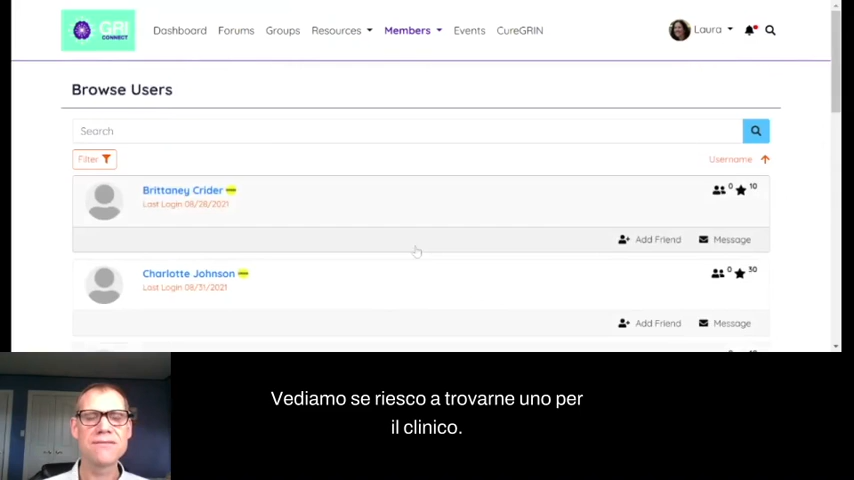 GRI
CONNECT
Dashboard Forums Groups Resources Members Events CureGRIN
Laura
Browse Users
Search
Filter
Username
Brittaney Crider
0 10
Last Login 08/28/2021
Add Friend Message
Charlotte Johnson
0 30
Last Login 08/31/2021
Add Friend Message
Vediamo se riesco a trovarne uno per
il clinico.